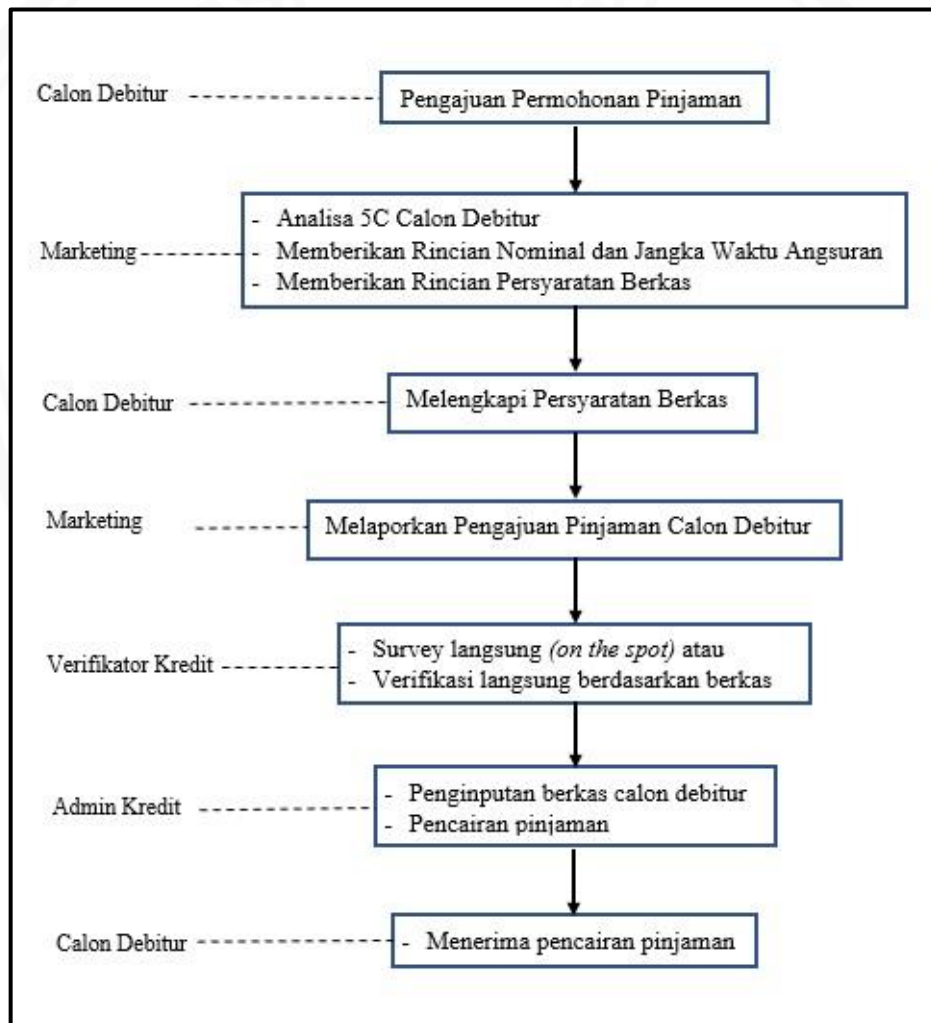 Calon Debitur
Pengajuan Permohonan Pinjaman
Marketing
- Analisa 5C Calon Debitur
- Memberikan Rincian Nominal dan Jangka Waktu Angsuran
- Memberikan Rincian Persyaratan Berkas
Calon Debitur
Melengkapi Persyaratan Berkas
Marketing
Melaporkan Pengajuan Pinjaman Calon Debitur
Verifikator Kredit
- Survey langsung (on the spot) atau
- Verifikasi langsung berdasarkan berkas
Admin Kredit
- Penginputan berkas calon debitur
- Pencairan pinjaman
Calon Debitur
- Menerima pencairan pinjaman